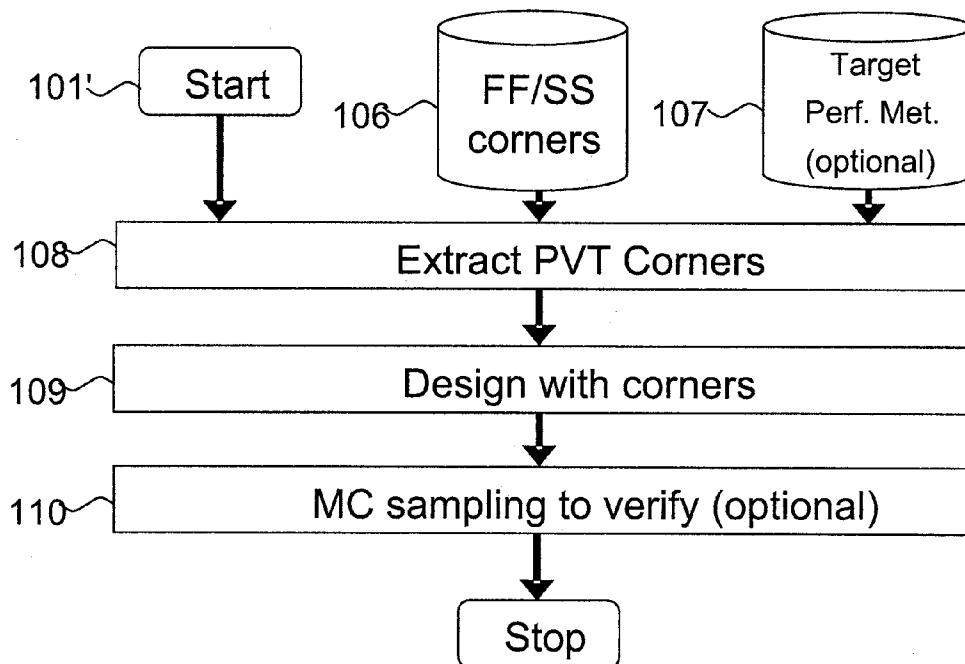 101'
Start
106
FF/SS
corners
107
Target
Perf. Met.
(optional)
108
Extract PVT Corners
109
Design with corners
110
MC sampling to verify (optional)
Stop